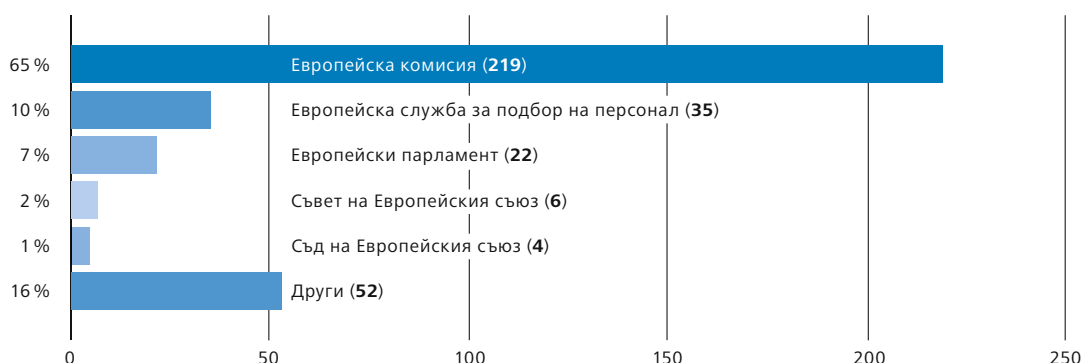 65 % Европейска комисия (219)
10 % Европейска служба за подбор на персонал (35)
7 % Европейски парламент (22)
2 % Съвет на Европейския съюз (6)
1 % Съд на Европейския съюз (4)
16 % Други (52)
0 50 100 150 200 250